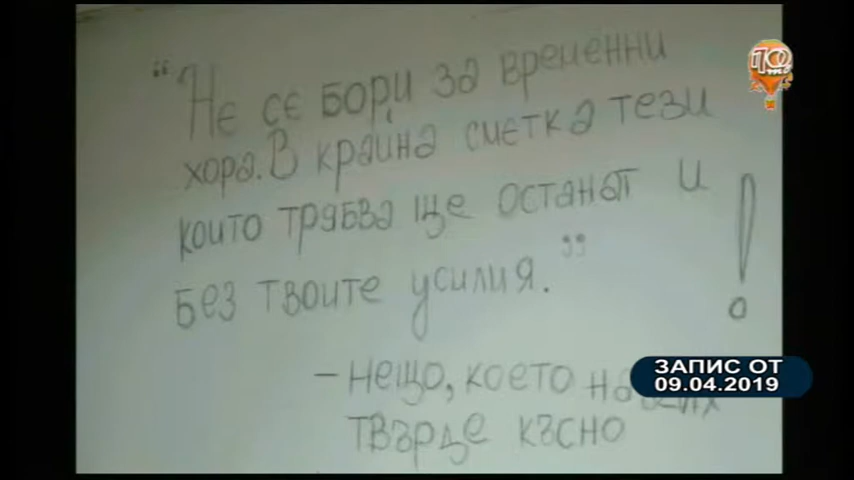 "Не се бори за временни
хора. В крайна сметка тези
които трябва ще останат и
без твоите усилия." !
– нещо, което
твърде късно
ЗАПИС ОТ
09.04.2019